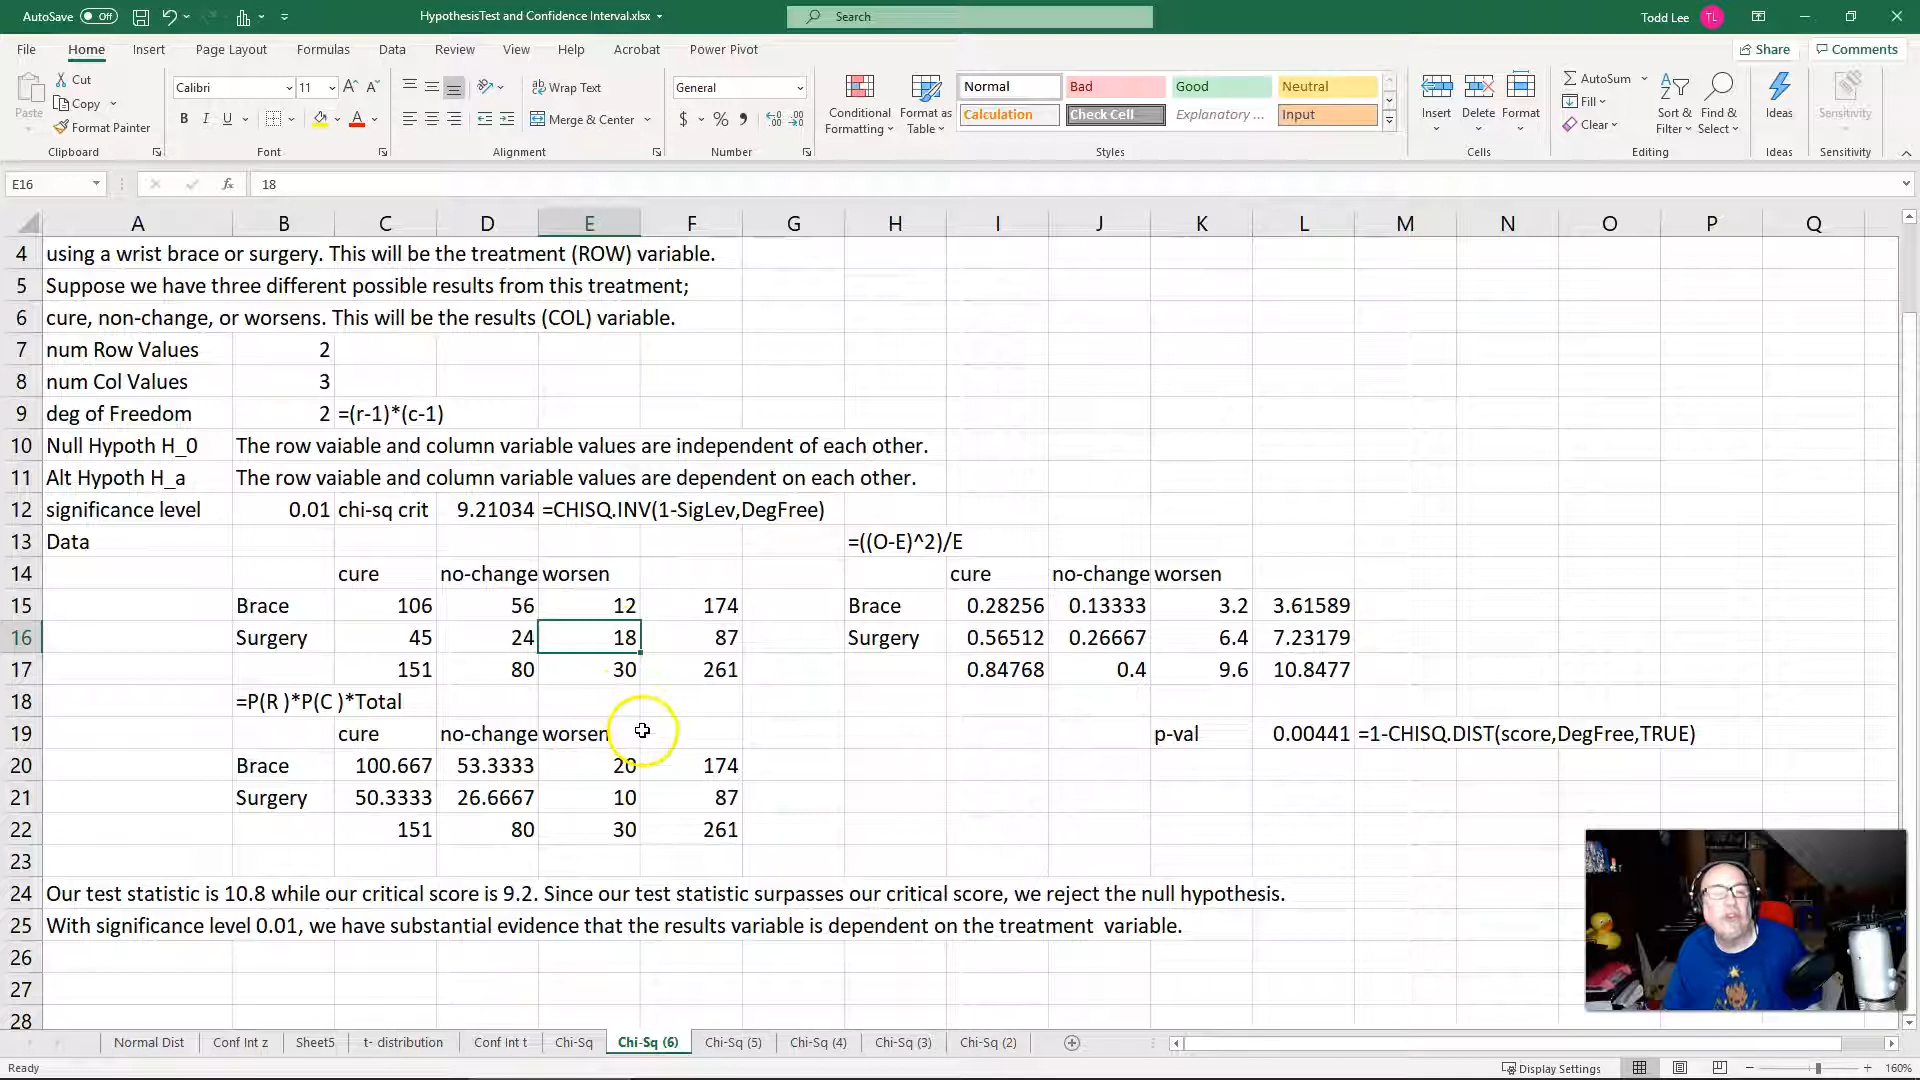 AutoSave Off HypothesisTest and Confidence Interval.xlsx Search Todd Lee TL
File Home Insert Page Layout Formulas Data Review View Help Acrobat Power Pivot Share Comments
Paste Cut Copy Format Painter Clipboard
Calibri 11 A A B I U A Font
Wrap Text Merge & Center Alignment
General $ % , Number
Conditional Formatting Format as Table Normal Bad Good Neutral Calculation Check Cell Explanatory ... Input Styles
Insert Delete Format Cells
AutoSum Fill Clear Sort & Filter Find & Select Editing
Ideas Ideas
Sensitivity Sensitivity
E16 fx 18
A B C D E F G H I J K L M N O P Q
4 using a wrist brace or surgery. This will be the treatment (ROW) variable.
5 Suppose we have three different possible results from this treatment;
6 cure, non-change, or worsens. This will be the results (COL) variable.
7 num Row Values 2
8 num Col Values 3
9 deg of Freedom 2 =(r-1)*(c-1)
10 Null Hypoth H_0 The row vaiable and column variable values are independent of each other.
11 Alt Hypoth H_a The row vaiable and column variable values are dependent on each other.
12 significance level 0.01 chi-sq crit 9.21034 =CHISQ.INV(1-SigLev,DegFree)
13 Data =((O-E)^2)/E
14 cure no-change worsen cure no-change worsen
15 Brace 106 56 12 174 Brace 0.28256 0.13333 3.2 3.61589
16 Surgery 45 24 18 87 Surgery 0.56512 0.26667 6.4 7.23179
17 151 80 30 261 0.84768 0.4 9.6 10.8477
18 =P(R )*P(C )*Total
19 cure no-change worsen p-val 0.00441 =1-CHISQ.DIST(score,DegFree,TRUE)
20 Brace 100.667 53.3333 20 174
21 Surgery 50.3333 26.6667 10 87
22 151 80 30 261
23
24 Our test statistic is 10.8 while our critical score is 9.2. Since our test statistic surpasses our critical score, we reject the null hypothesis.
25 With significance level 0.01, we have substantial evidence that the results variable is dependent on the treatment variable.
26
27
28
Normal Dist Conf Int z Sheet5 t- distribution Conf Int t Chi-Sq Chi-Sq (6) Chi-Sq (5) Chi-Sq (4) Chi-Sq (3) Chi-Sq (2)
Ready Display Settings 160%